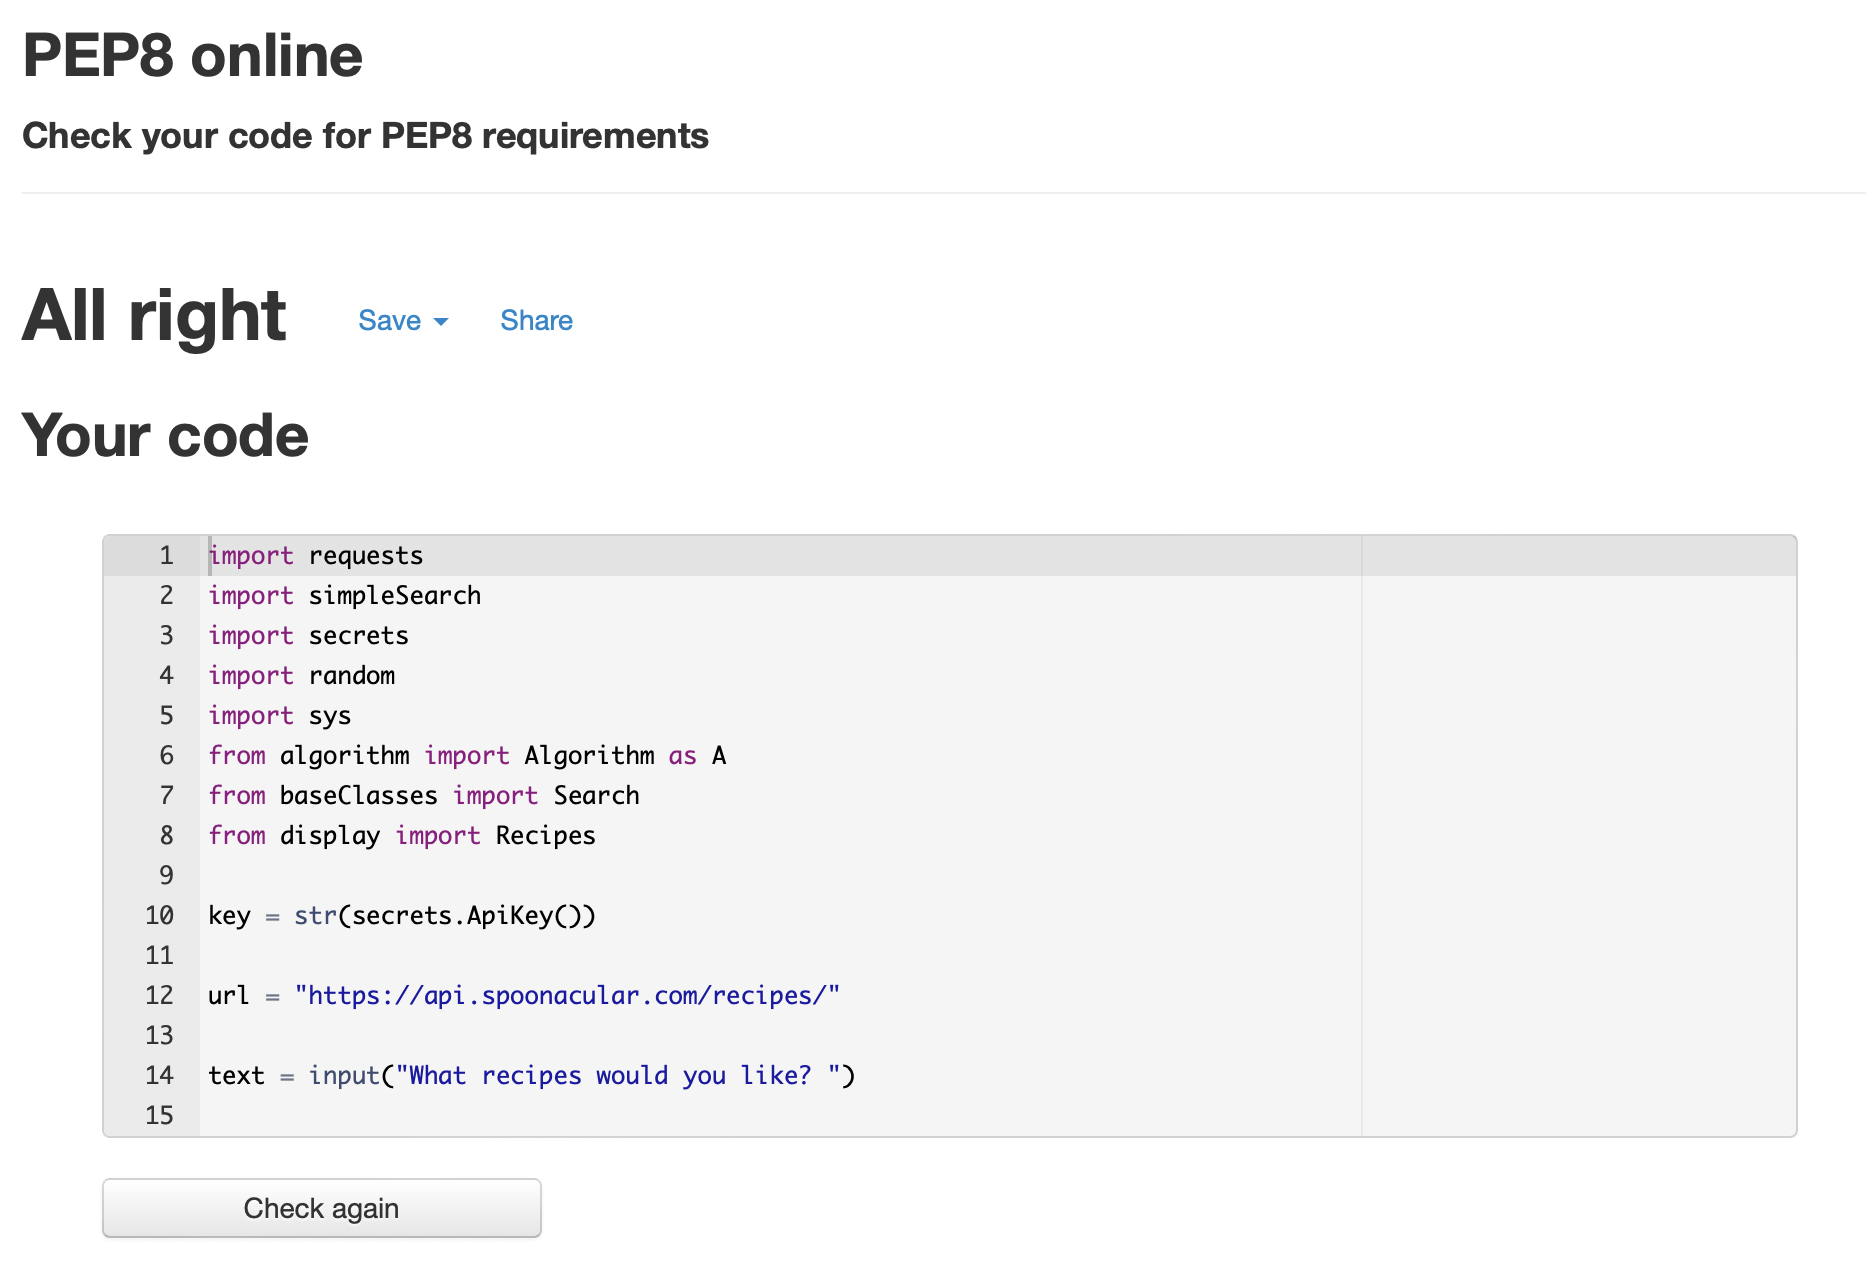 PEP8 online
Check your code for PEP8 requirements
All right Save Share
Your code
1 import requests
2 import simpleSearch
3 import secrets
4 import random
5 import sys
6 from algorithm import Algorithm as A
7 from baseClasses import Search
8 from display import Recipes
9
10 key = str(secrets.ApiKey())
11
12 url = "https://api.spoonacular.com/recipes/"
13
14 text = input("What recipes would you like? ")
15
Check again